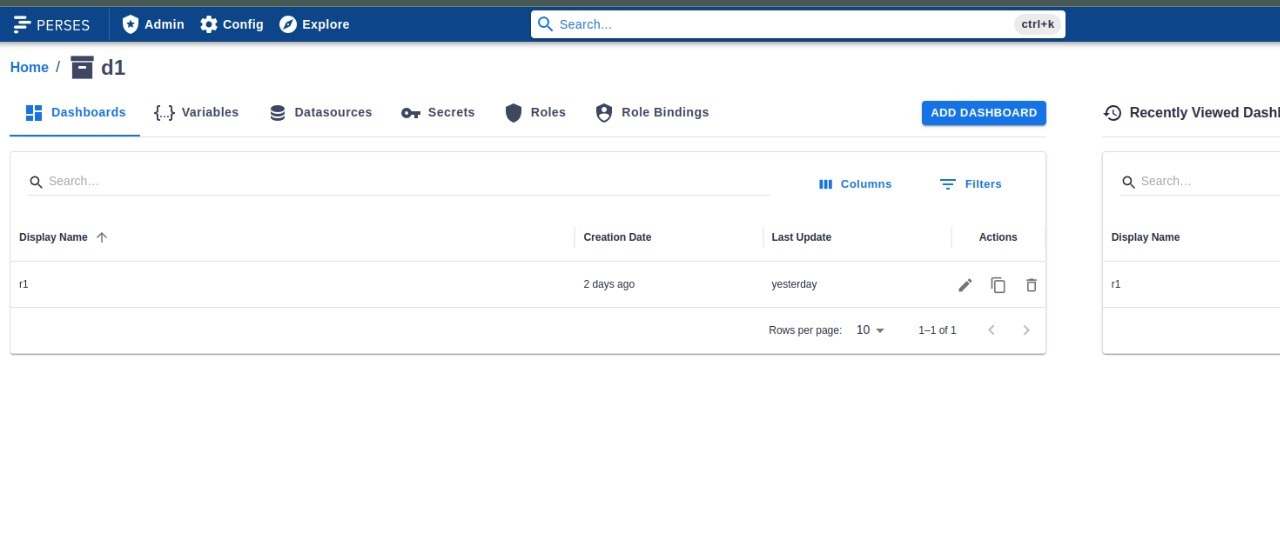 PERSES Admin Config Explore Search... ctrl+k
Home / d1
Dashboards {...} Variables Datasources Secrets Roles Role Bindings ADD DASHBOARD
Search... Columns Filters
Display Name Creation Date Last Update Actions
r1 2 days ago yesterday
Rows per page: 10 1–1 of 1
Recently Viewed
Search...
Display Name
r1